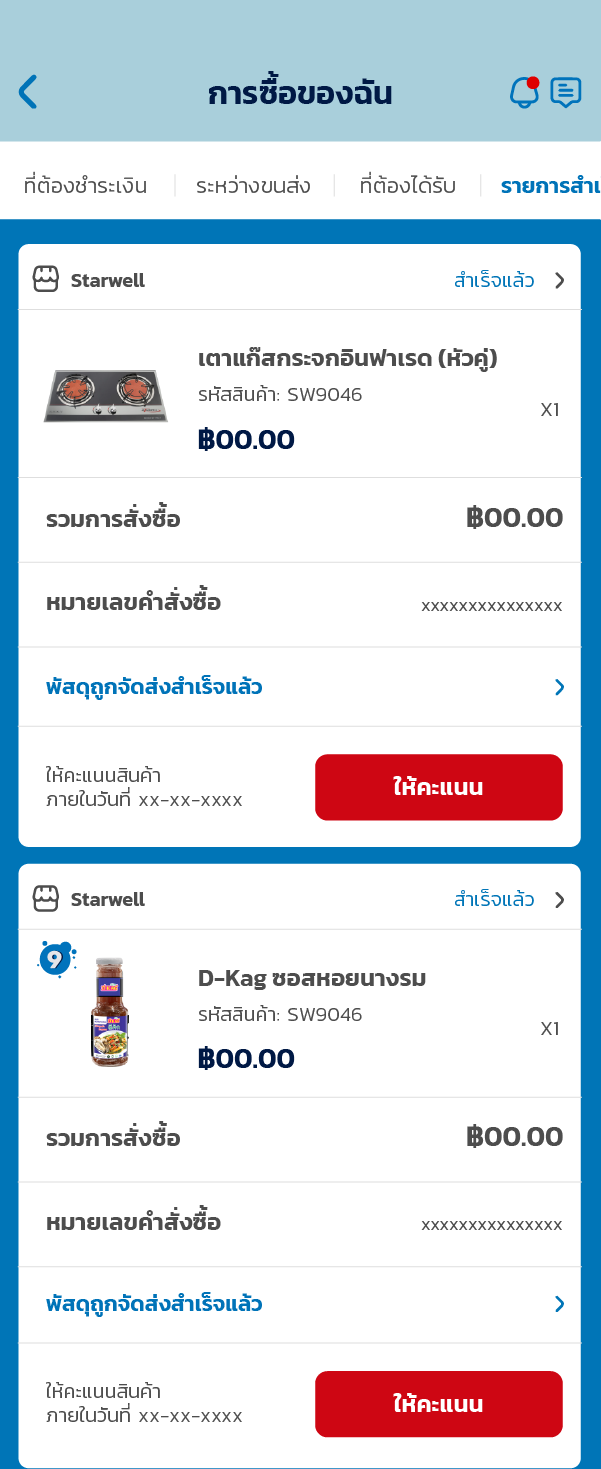 การซื้อของฉัน
ที่ต้องชำระเงิน ระหว่างขนส่ง ที่ต้องได้รับ รายการสำเ
Starwell สำเร็จแล้ว
เตาแก๊สกระจกอินฟาเรด (หัวคู่)
รหัสสินค้า: SW9046
X1
฿00.00
รวมการสั่งซื้อ ฿00.00
หมายเลขคำสั่งซื้อ xxxxxxxxxxxxxxx
พัสดุถูกจัดส่งสำเร็จแล้ว
ให้คะแนนสินค้า
ภายในวันที่ xx-xx-xxxx
ให้คะแนน
Starwell สำเร็จแล้ว
9
D-Kag ซอสหอยนางรม
รหัสสินค้า: SW9046
X1
฿00.00
รวมการสั่งซื้อ ฿00.00
หมายเลขคำสั่งซื้อ xxxxxxxxxxxxxxx
พัสดุถูกจัดส่งสำเร็จแล้ว
ให้คะแนนสินค้า
ภายในวันที่ xx-xx-xxxx
ให้คะแนน